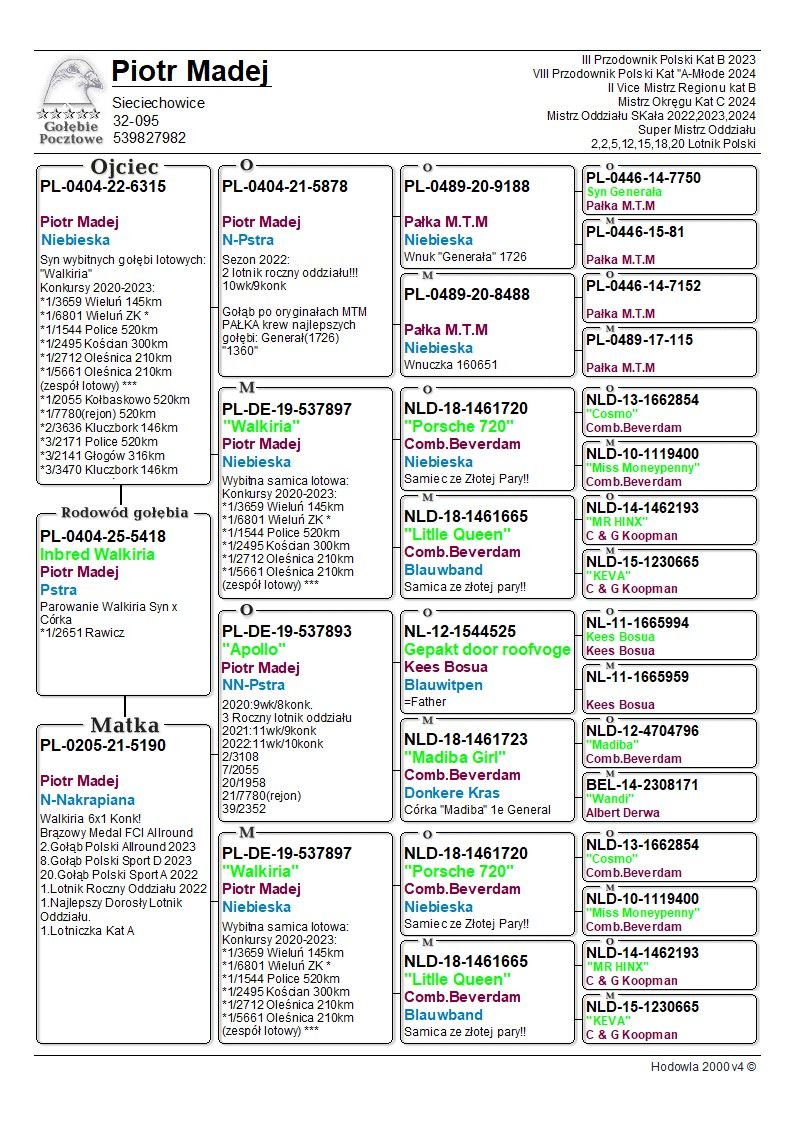 Piotr Madej
Sieciechowice
32-095
539827982
Gołębie
Pocztowe
III Przodownik Polski Kat B 2023
VIII Przodownik Polski Kat "A-Młode 2024
II Vice Mistrz Regionu kat B
Mistrz Okręgu Kat C 2024
Mistrz Oddziału SKała 2022,2023,2024
Super Mistrz Oddziału
2,2,5,12,15,18,20 Lotnik Polski
Ojciec
PL-0404-22-6315
Piotr Madej
Niebieski
Syn wybitnych gołębi lotowych:
"Walkiria"
Konkursy 2020-2023:
*1/3659 Wieluń 145km
*1/6801 Wieluń ZK *
*1/1544 Police 520km
*1/2495 Kościan 300km
*1/2712 Oleśnica 210km
*1/5661 Oleśnica 210km
(zespół lotowy) ***
*1/2055 Kołbaskowo 520km
*1/7780(rejon) 520km
*2/3636 Kluczbork 146km
*3/2171 Police 520km
*3/2141 Głogów 316km
*3/3470 Kluczbork 146km
Rodowód gołębia
PL-0404-25-5418
Inbred Walkiria
Piotr Madej
Pstra
Parowanie Walkiria Syn x
Córka
*1/2651 Rawicz
Matka
PL-0205-21-5190
Piotr Madej
N-Nakrapiana
Walkiria 6x1 Konk!
Brązowy Medal FCI Allround
2.Gołąb Polski Allround 2023
8.Gołąb Polski Sport D 2023
20.Gołąb Polski Sport A 2022
1.Lotnik Roczny Oddziału 2022
1.Najlepszy Dorosły Lotnik
Oddziału.
1.Lotniczka Kat A
O
PL-0404-21-5878
Piotr Madej
N-Pstra
Sezon 2022:
2 lotnik roczny oddziału!!!
10wk/9konk
Gołąb po oryginałach MTM
PAŁKA krew najlepszych
gołębi: Generał(1726)
"1360"
M
PL-DE-19-537897
"Walkiria"
Piotr Madej
Niebieska
Wybitna samica lotowa:
Konkursy 2020-2023:
*1/3659 Wieluń 145km
*1/6801 Wieluń ZK *
*1/1544 Police 520km
*1/2495 Kościan 300km
*1/2712 Oleśnica 210km
*1/5661 Oleśnica 210km
(zespół lotowy) ***
O
PL-DE-19-537893
"Apollo"
Piotr Madej
NN-Pstra
2020:9wk/8konk.
3 Roczny lotnik oddziału
2021:11wk/9konk
2022:11wk/10konk
2/3108
7/2055
20/1958
21/7780(rejon)
39/2352
M
PL-DE-19-537897
"Walkiria"
Piotr Madej
Niebieska
Wybitna samica lotowa:
Konkursy 2020-2023:
*1/3659 Wieluń 145km
*1/6801 Wieluń ZK *
*1/1544 Police 520km
*1/2495 Kościan 300km
*1/2712 Oleśnica 210km
*1/5661 Oleśnica 210km
(zespół lotowy) ***
O
PL-0489-20-9188
Pałka M.T.M
Niebieska
Wnuk "Generała" 1726
M
PL-0489-20-8488
Pałka M.T.M
Niebieska
Wnuczka 160651
O
NLD-18-1461720
"Porsche 720"
Comb.Beverdam
Niebieska
Samiec ze Złotej Pary!!
M
NLD-18-1461665
"Litlle Queen"
Comb.Beverdam
Blauwband
Samica ze złotej pary!!
O
NL-12-1544525
Gepakt door roofvoge
Kees Bosua
Blauwitpen
=Father
M
NLD-18-1461723
"Madiba Girl"
Comb.Beverdam
Donkere Kras
Córka "Madiba" 1e General
O
NLD-18-1461720
"Porsche 720"
Comb.Beverdam
Niebieska
Samiec ze Złotej Pary!!
M
NLD-18-1461665
"Litlle Queen"
Comb.Beverdam
Blauwband
Samica ze złotej pary!!
O
PL-0446-14-7750
Syn Generała
Pałka M.T.M
M
PL-0446-15-81
Pałka M.T.M
O
PL-0446-14-7152
Pałka M.T.M
M
PL-0489-17-115
Pałka M.T.M
O
NLD-13-1662854
"Cosmo"
Comb.Beverdam
M
NLD-10-1119400
"Miss Moneypenny"
Comb.Beverdam
O
NLD-14-1462193
"MR HINX"
C & G Koopman
M
NLD-15-1230665
"KEVA"
C & G Koopman
O
NL-11-1665994
Kees Bosua
Kees Bosua
M
NL-11-1665959
Kees Bosua
O
NLD-12-4704796
"Madiba"
Comb.Beverdam
M
BEL-14-2308171
"Wandi"
Albert Derwa
O
NLD-13-1662854
"Cosmo"
Comb.Beverdam
M
NLD-10-1119400
"Miss Moneypenny"
Comb.Beverdam
O
NLD-14-1462193
"MR HINX"
C & G Koopman
M
NLD-15-1230665
"KEVA"
C & G Koopman
Hodowla 2000v4 ©